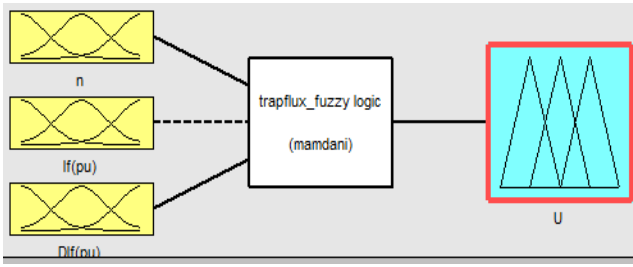 n
trapflux_fuzzy logic
(mamdani)
If(pu)
U
DIf(pu)